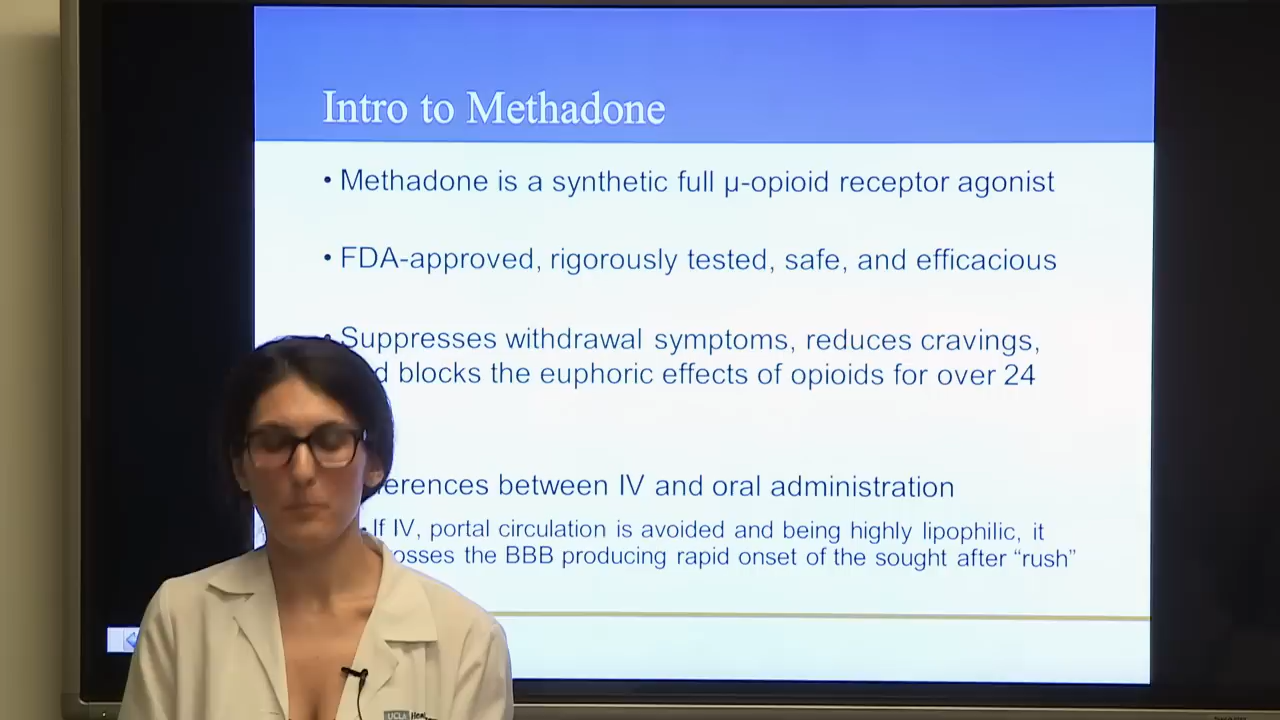 Intro to Methadone
• Methadone is a synthetic full µ-opioid receptor agonist
• FDA-approved, rigorously tested, safe, and efficacious
• Suppresses withdrawal symptoms, reduces cravings,
blocks the euphoric effects of opioids for over 24
between IV and oral administration
If IV, portal circulation is avoided and being highly lipophilic, it
the BBB producing rapid onset of the sought after “rush”
UCLA